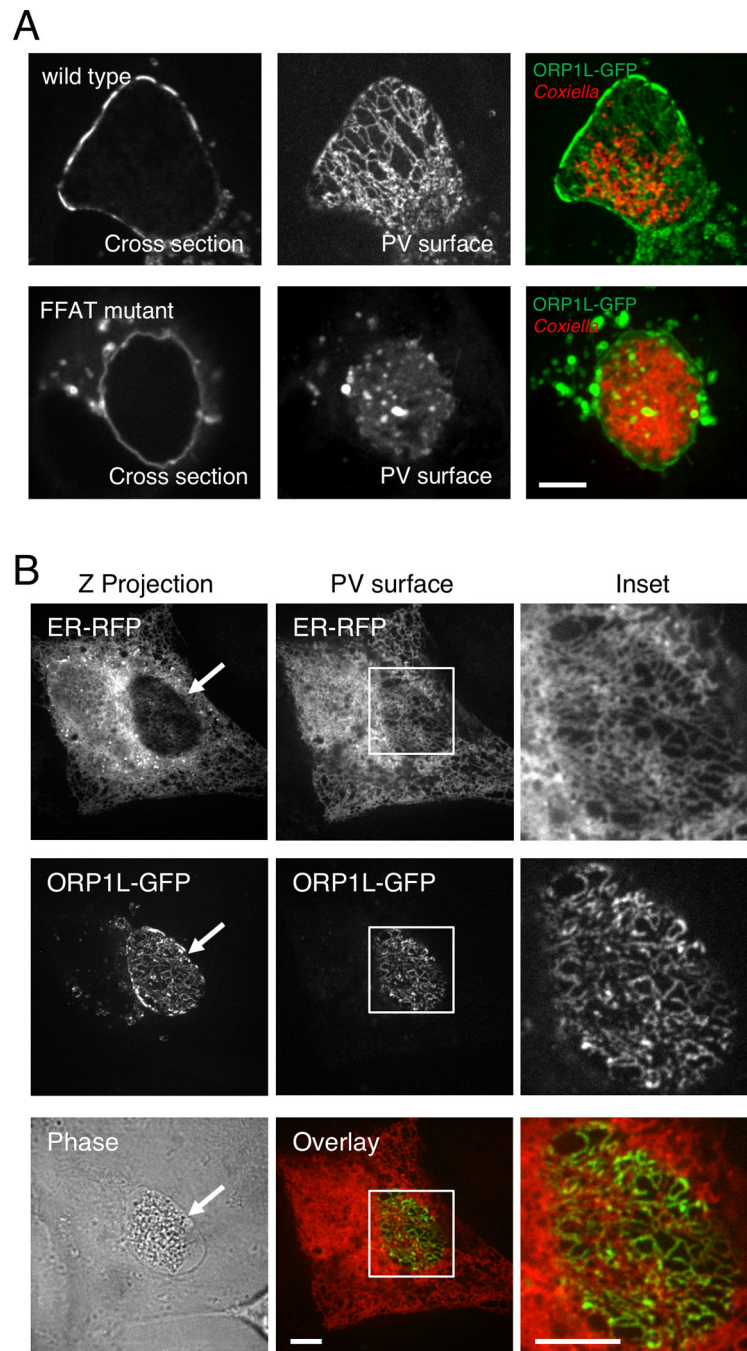 A
wild type
Cross section
PV surface
ORP1L-GFP
Coxiella
FFAT mutant
Cross section
PV surface
ORP1L-GFP
Coxiella
B
Z Projection
PV surface
Inset
ER-RFP
ER-RFP
ORP1L-GFP
ORP1L-GFP
Phase
Overlay